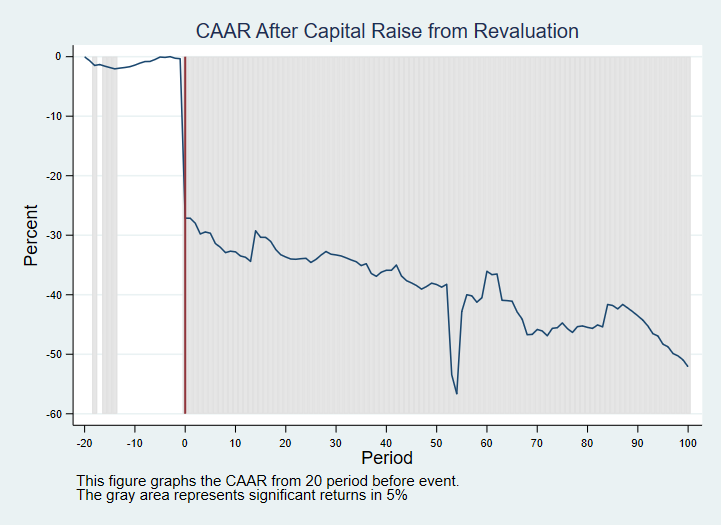 CAAR After Capital Raise from Revaluation
Percent
0
-10
-20
-30
-40
-50
-60
-20 -10 0 10 20 30 40 50 60 70 80 90 100
Period
This figure graphs the CAAR from 20 period before event.
The gray area represents significant returns in 5%